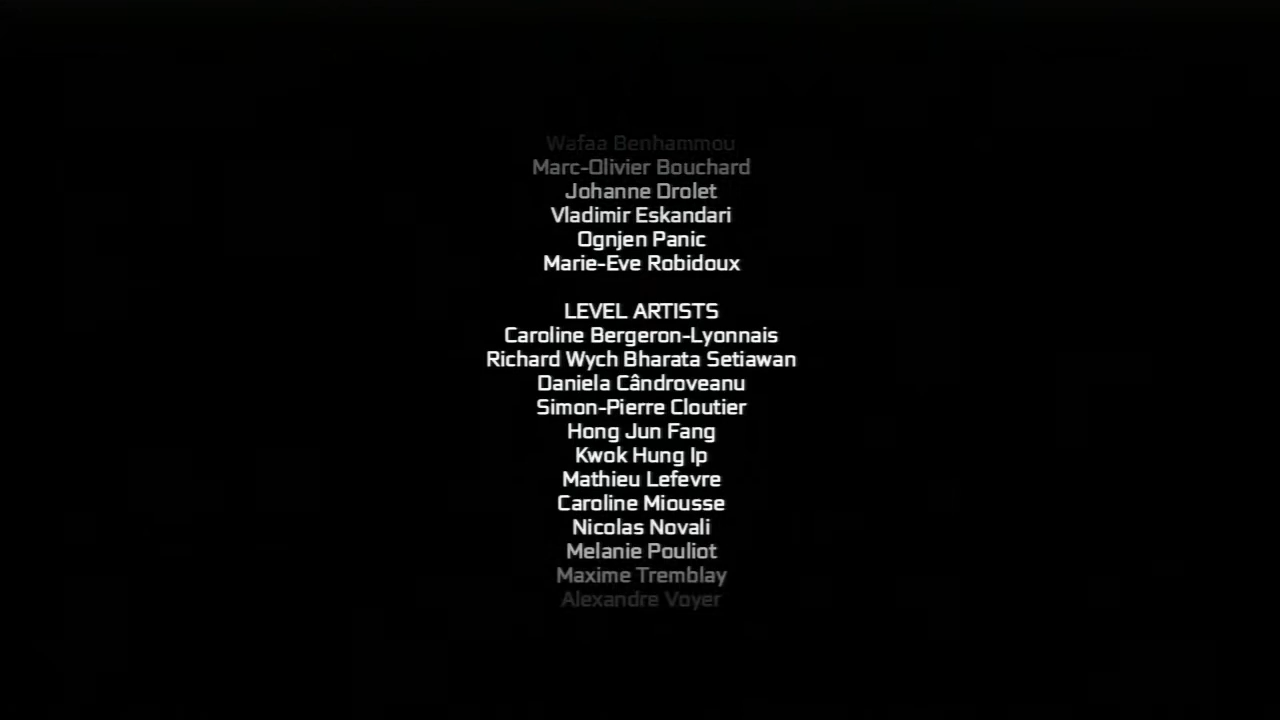 Wafaa Benhammou
Marc-Olivier Bouchard
Johanne Drolet
Vladimir Eskandari
Ognjen Panic
Marie-Eve Robidoux
LEVEL ARTISTS
Caroline Bergeron-Lyonnais
Richard Wych Bharata Setiawan
Daniela Cândroveanu
Simon-Pierre Cloutier
Hong Jun Fang
Kwok Hung Ip
Mathieu Lefevre
Caroline Miousse
Nicolas Novali
Melanie Pouliot
Maxime Tremblay
Alexandre Voyer